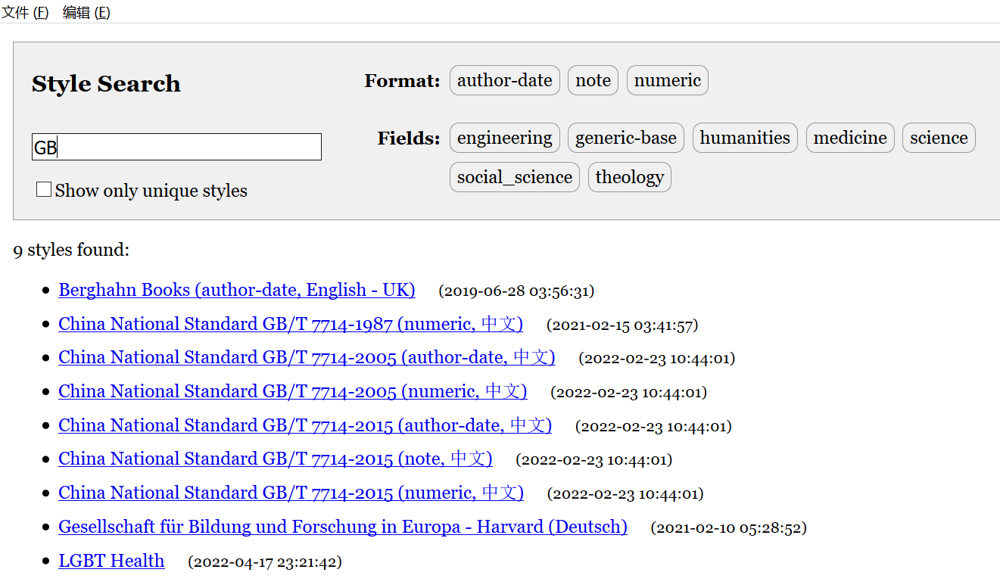 文件 (F) 编辑 (E)
Style Search
Format: author-date note numeric
GB
Fields: engineering generic-base humanities medicine science
social_science theology
Show only unique styles
9 styles found:
Berghahn Books (author-date, English - UK) (2019-06-28 03:56:31)
China National Standard GB/T 7714-1987 (numeric, 中文) (2021-02-15 03:41:57)
China National Standard GB/T 7714-2005 (author-date, 中文) (2022-02-23 10:44:01)
China National Standard GB/T 7714-2005 (numeric, 中文) (2022-02-23 10:44:01)
China National Standard GB/T 7714-2015 (author-date, 中文) (2022-02-23 10:44:01)
China National Standard GB/T 7714-2015 (note, 中文) (2022-02-23 10:44:01)
China National Standard GB/T 7714-2015 (numeric, 中文) (2022-02-23 10:44:01)
Gesellschaft für Bildung und Forschung in Europa - Harvard (Deutsch) (2021-02-10 05:28:52)
LGBT Health (2022-04-17 23:21:42)